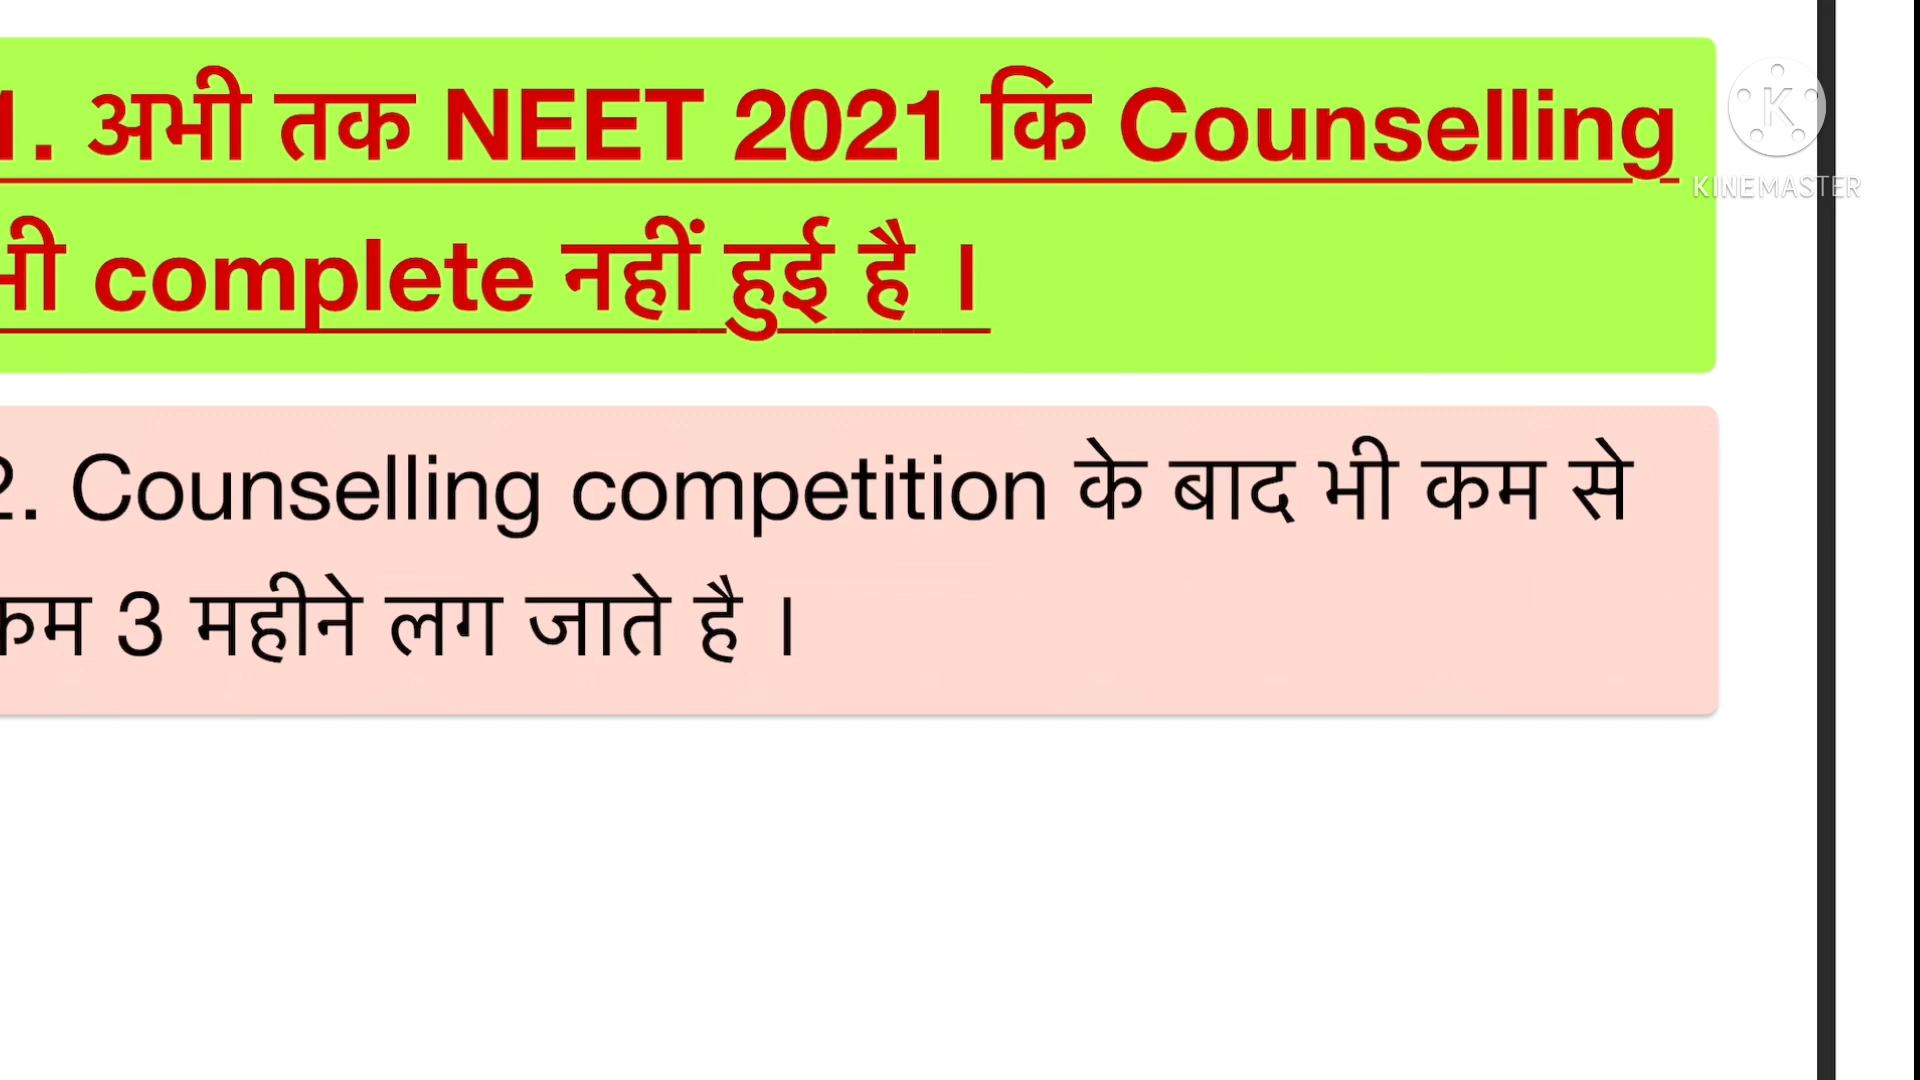 1. अभी तक NEET 2021 कि Counselling
भी complete नहीं हुई है ।
2. Counselling competition के बाद भी कम से
कम 3 महीने लग जाते है ।
K
KINEMASTER